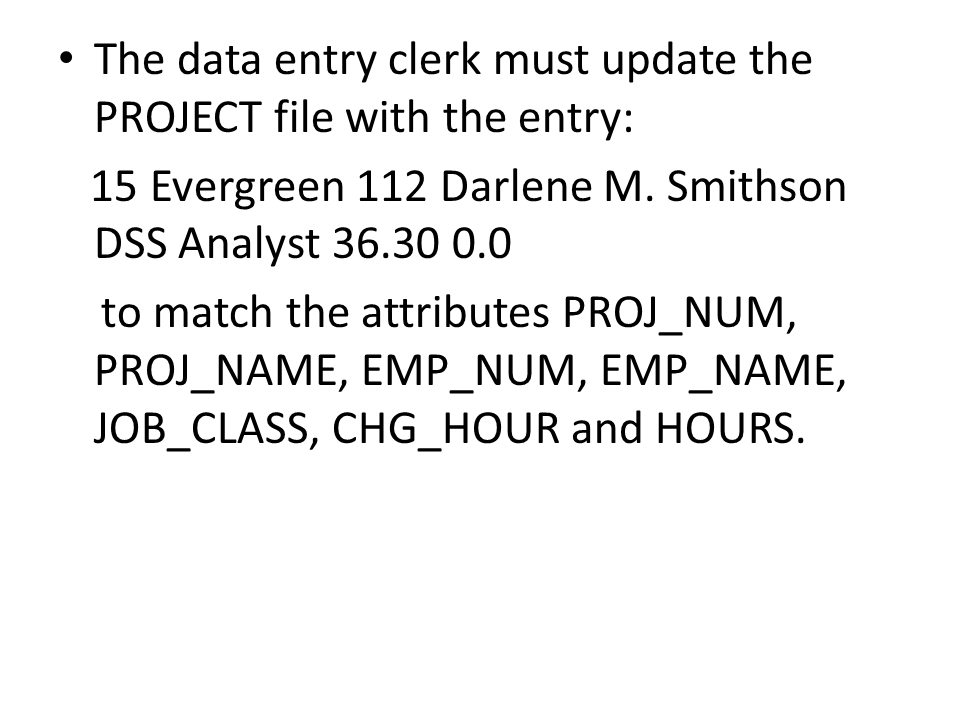 • The data entry clerk must update the
PROJECT file with the entry:
15 Evergreen 112 Darlene M. Smithson
DSS Analyst 36.30 0.0
to match the attributes PROJ_NUM,
PROJ_NAME, EMP_NUM, EMP_NAME,
JOB_CLASS, CHG_HOUR and HOURS.